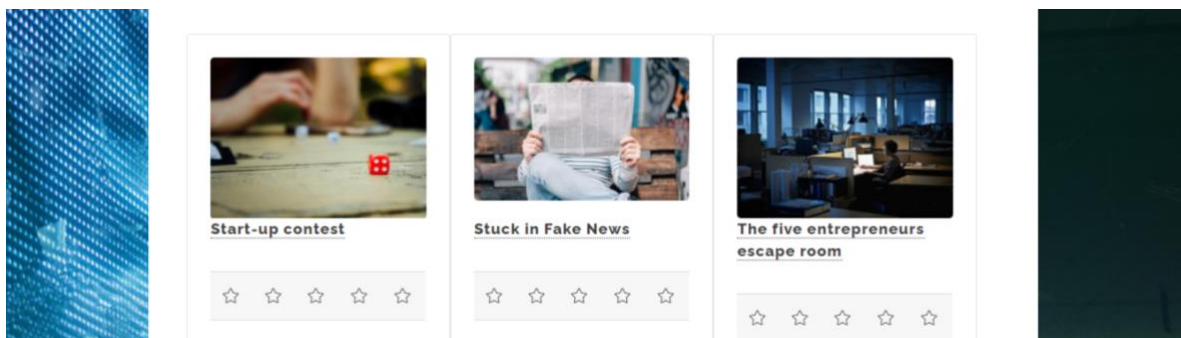 Start-up contest
Stuck in Fake News
The five entrepreneurs
escape room